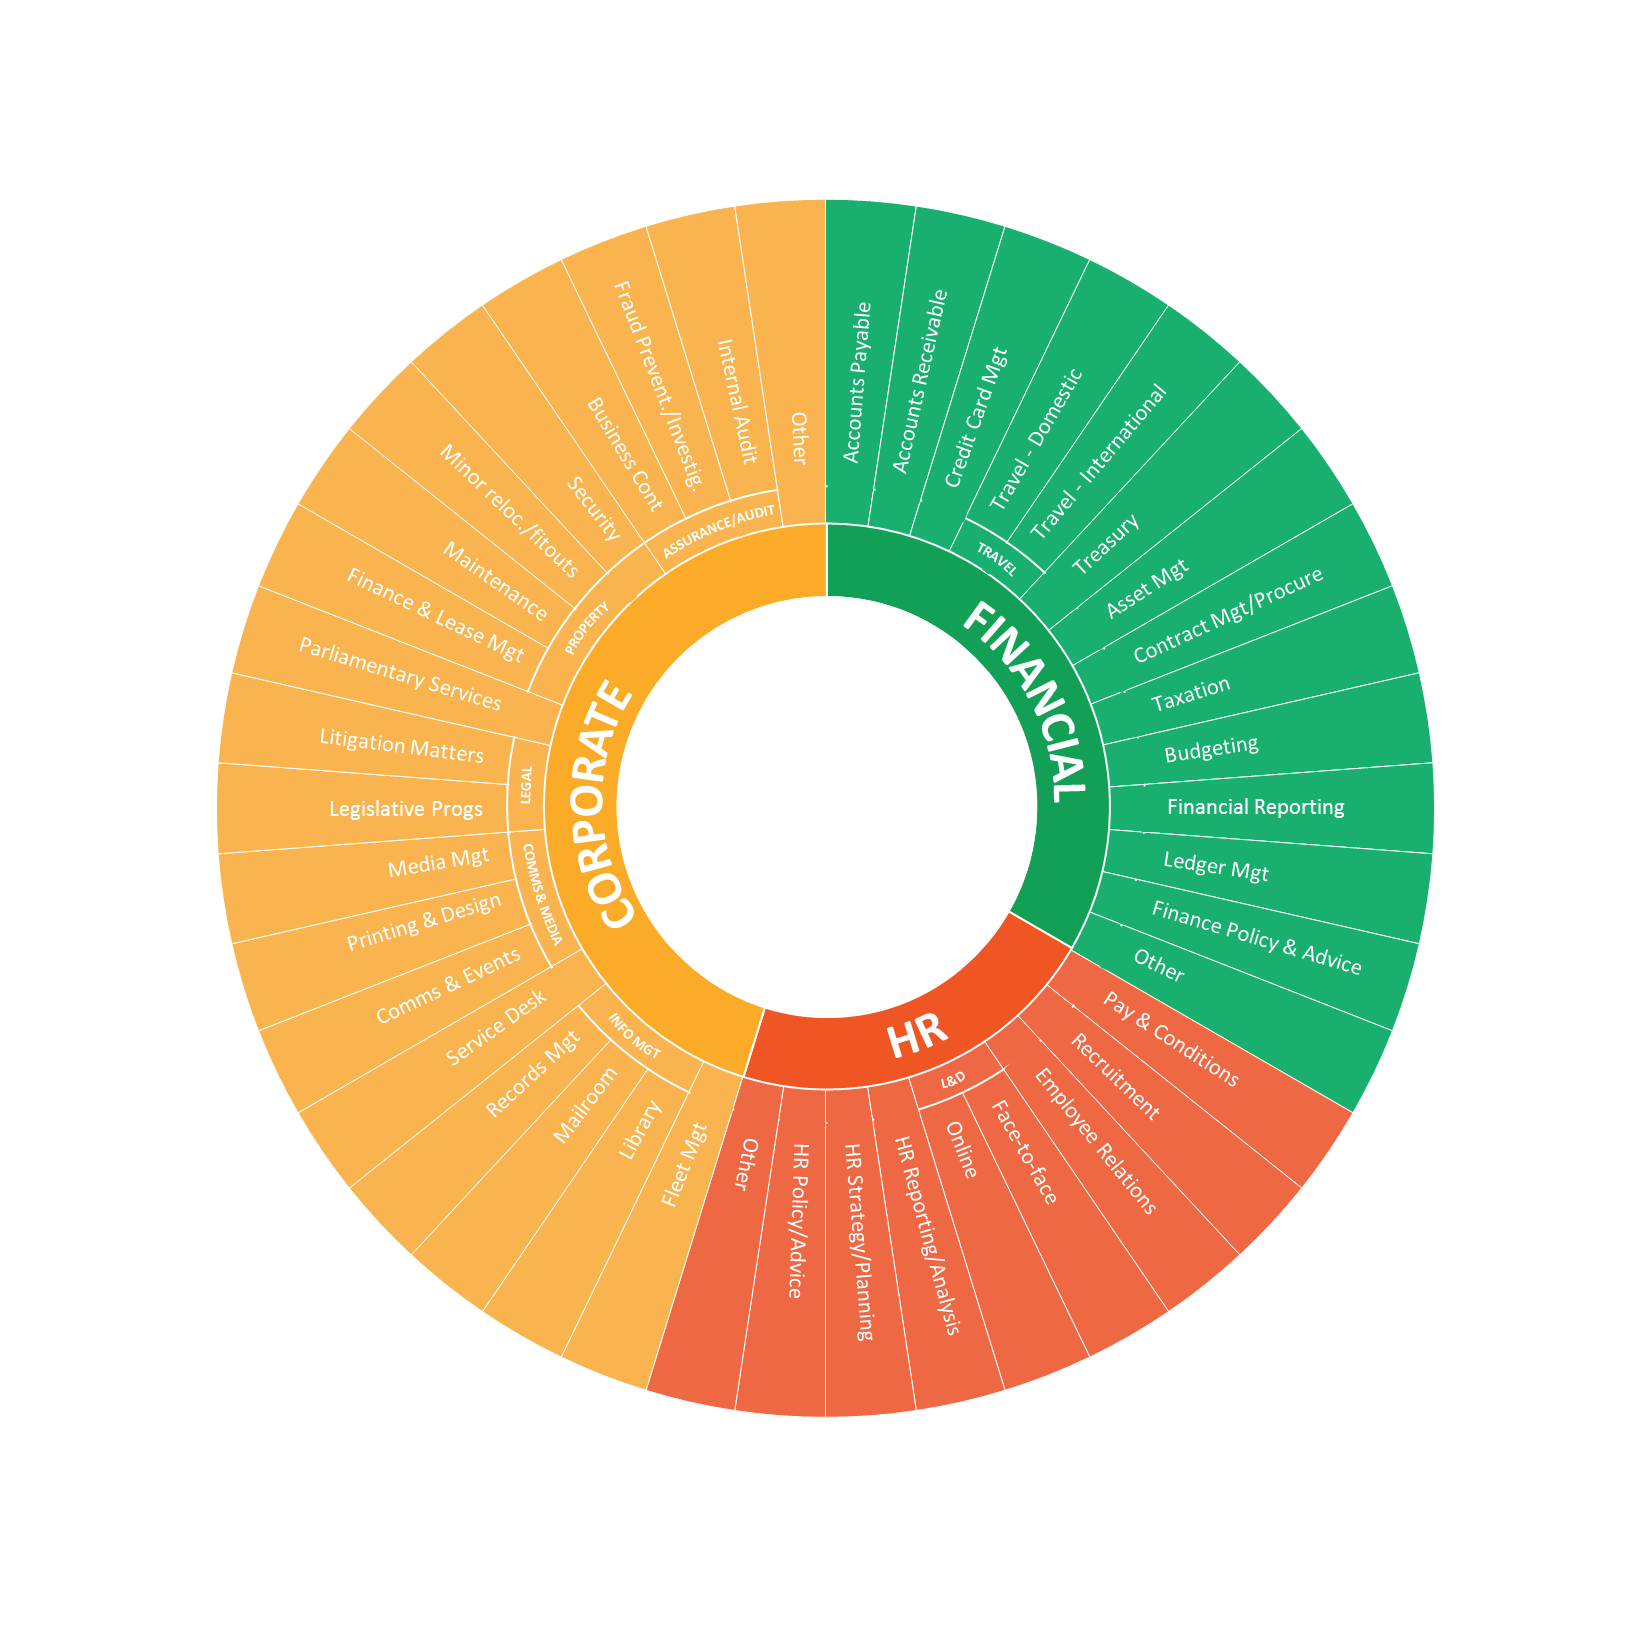 FINANCIAL
Accounts Payable
Accounts Receivable
Credit Card Mgt
TRAVEL
Travel - Domestic
Travel - International
Treasury
Asset Mgt
Contract Mgt/Procure
Taxation
Budgeting
Financial Reporting
Ledger Mgt
Finance Policy & Advice
Other
HR
Pay & Conditions
Recruitment
Employee Relations
L&D
Face-to-face
Online
HR Reporting/Analysis
HR Strategy/Planning
HR Policy/Advice
Other
CORPORATE
Fleet Mgt
INFO MGT
Library
Mailroom
Records Mgt
Service Desk
COMMS & MEDIA
Comms & Events
Printing & Design
Media Mgt
LEGAL
Legislative Progs
Litigation Matters
Parliamentary Services
PROPERTY
Finance & Lease Mgt
Maintenance
Minor reloc./fitouts
Security
ASSURANCE/AUDIT
Business Cont
Fraud Prevent./Investig.
Internal Audit
Other